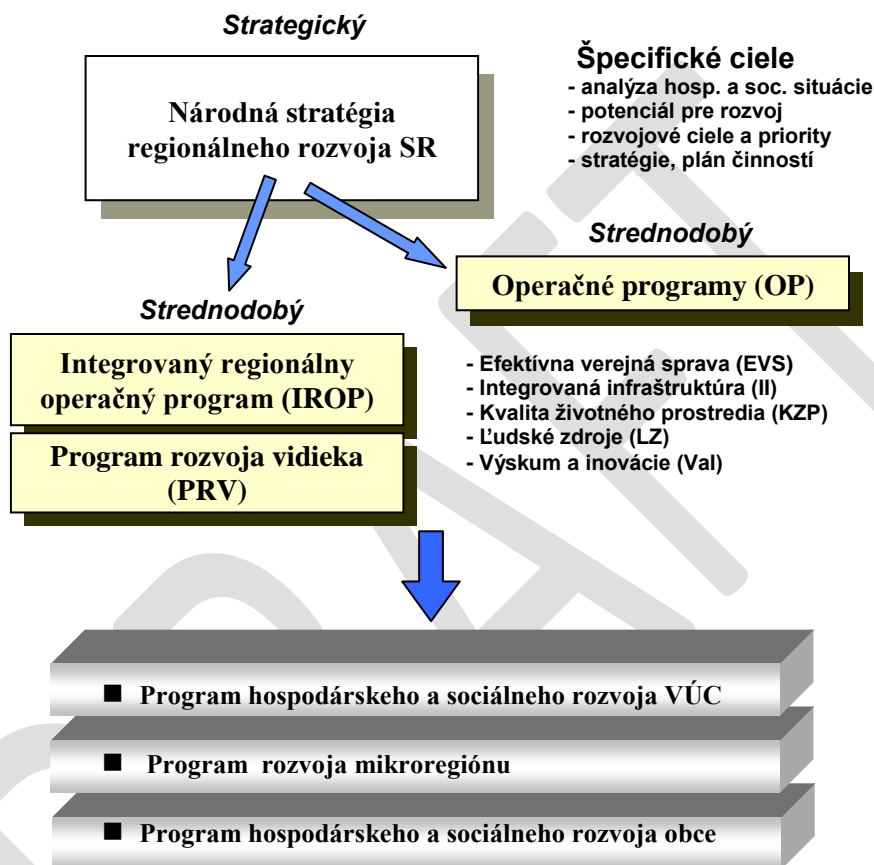 Strategický
Národná stratégia
regionálneho rozvoja SR
Špecifické ciele
- analýza hosp. a soc. situácie
- potenciál pre rozvoj
- rozvojové ciele a priority
- stratégie, plán činností
Strednodobý
Operačné programy (OP)
- Efektívna verejná sprava (EVS)
- Integrovaná infraštruktúra (II)
- Kvalita životného prostredia (KZP)
- Ľudské zdroje (LZ)
- Výskum a inovácie (VaI)
Strednodobý
Integrovaný regionálny
operačný program (IROP)
Program rozvoja vidieka
(PRV)
■ Program hospodárskeho a sociálneho rozvoja VÚC
■ Program rozvoja mikroregiónu
■ Program hospodárskeho a sociálneho rozvoja obce
DRAFT